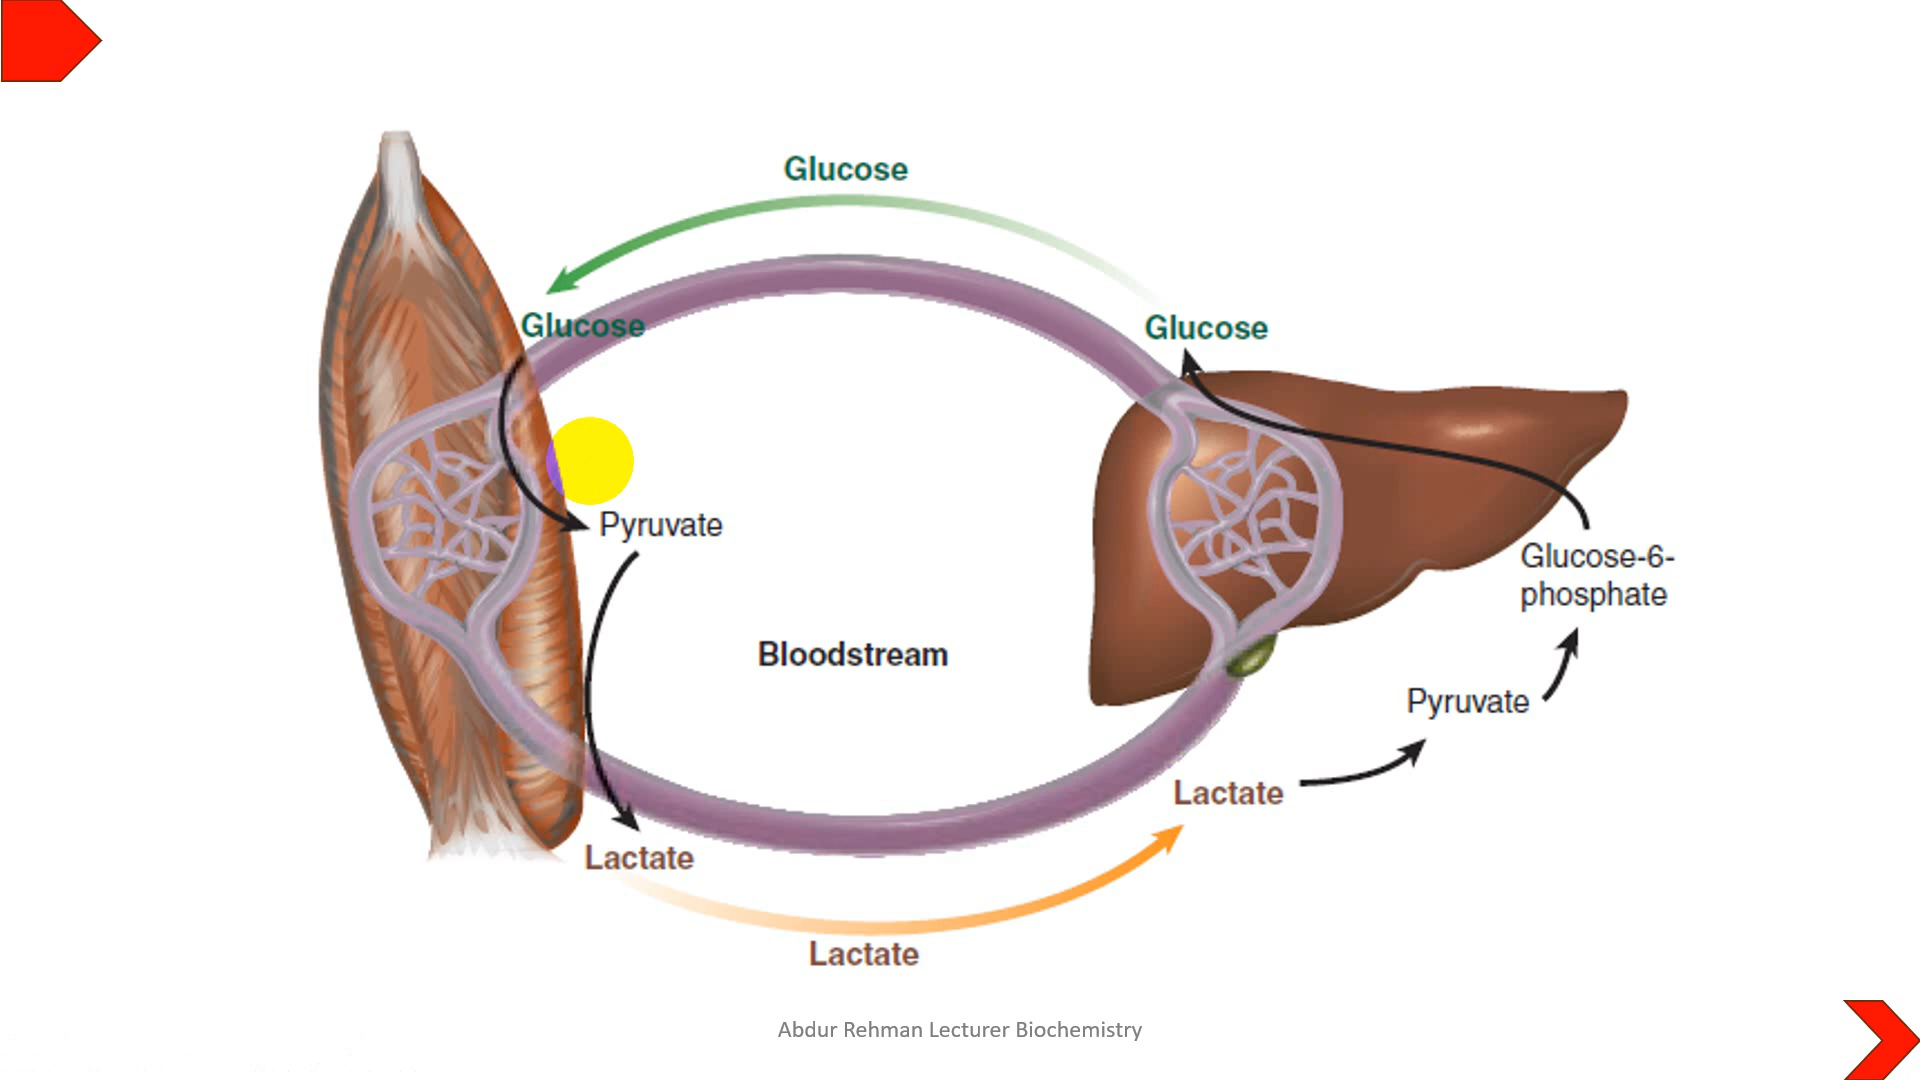 Glucose
Glucose
Glucose
Pyruvate
Glucose-6-
phosphate
Bloodstream
Pyruvate
Lactate
Lactate
Lactate
Abdur Rehman Lecturer Biochemistry